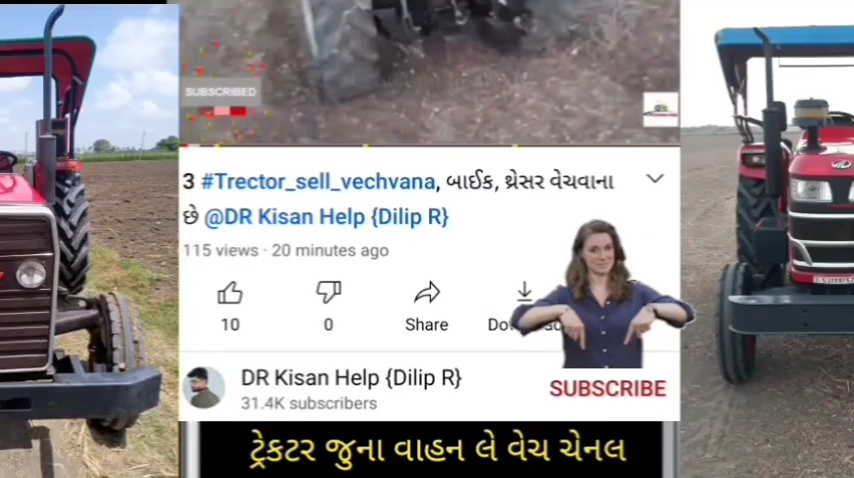 SUBSCRIBED
3 #Trector_sell_vechvana, બાઈક, થ્રેસર વેચવાના
છે @DR Kisan Help {Dilip R}
115 views · 20 minutes ago
10
0
Share
DR Kisan Help {Dilip R}
31.4K subscribers
SUBSCRIBE
ટ્રેકટર જુના વાહન લે વેચ ચેનલ